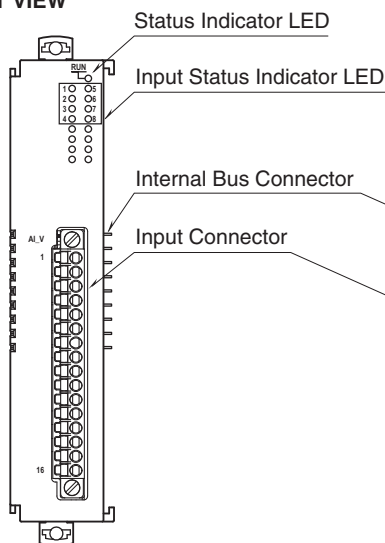 VIEW
Status Indicator LED
RUN
Input Status Indicator LED
1 5
2 6
3 7
4 8
Internal Bus Connector
AI_V
Input Connector
1
16